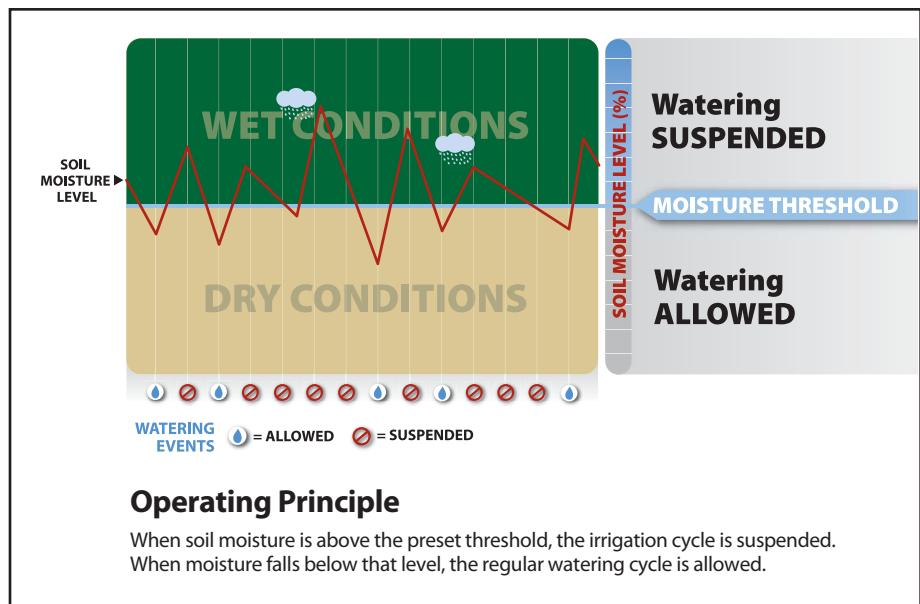 WET CONDITIONS
SOIL
MOISTURE
LEVEL
DRY CONDITIONS
SOIL MOISTURE LEVEL (%)
Watering
SUSPENDED
MOISTURE THRESHOLD
Watering
ALLOWED
WATERING
EVENTS
= ALLOWED
= SUSPENDED
Operating Principle
When soil moisture is above the preset threshold, the irrigation cycle is suspended.
When moisture falls below that level, the regular watering cycle is allowed.